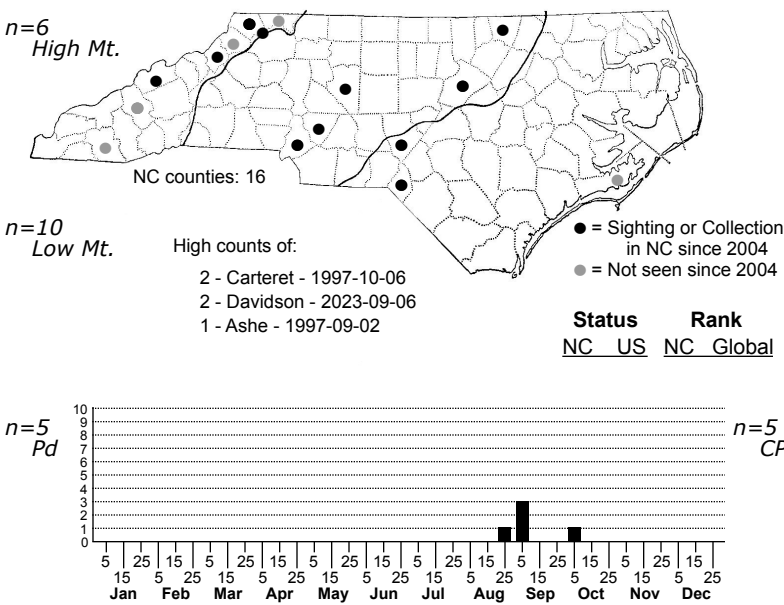 n=6
High Mt.
NC counties: 16
n=10
Low Mt.
High counts of:
2 - Carteret - 1997-10-06
2 - Davidson - 2023-09-06
1 - Ashe - 1997-09-02
= Sighting or Collection
in NC since 2004
= Not seen since 2004
Status Rank
NC US NC Global
n=5
Pd
n=5
CP
10
9
8
7
6
5
4
3
2
1
0
5 25 15 5 25 15 5 25 15 5 25 15 5 25 15 5 25 15
15 5 25 15 5 25 15 5 25 15 5 25 15 5 25 15 5 25
Jan Feb Mar Apr May Jun Jul Aug Sep Oct Nov Dec